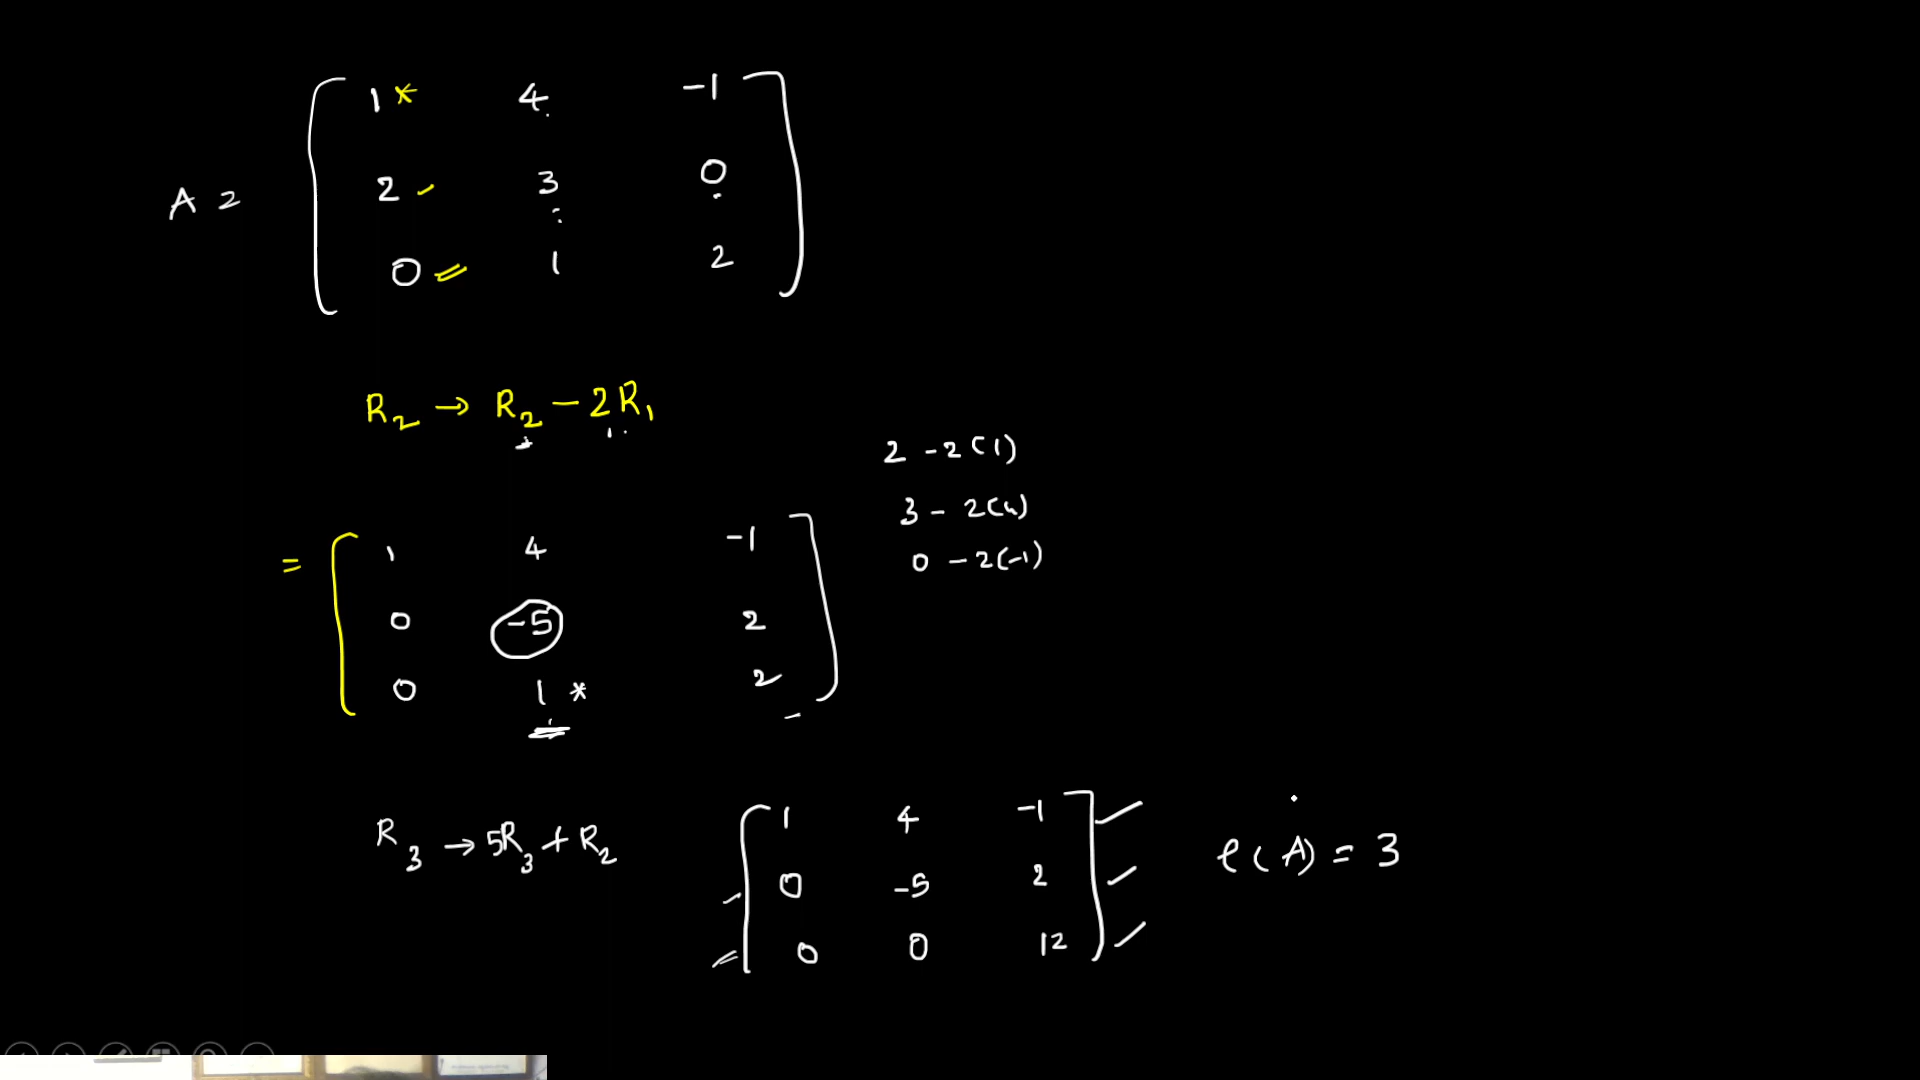 1* 4 -1
A = 2 3 0
0 1 2
R2 → R2 - 2R1
2 - 2(1)
3 - 2(4)
0 - 2(-1)
= 1 4 -1
0 -5 2
0 1* 2
R3 → 5R3 + R2
1 4 -1
0 -5 2
0 0 12
ρ(A) = 3